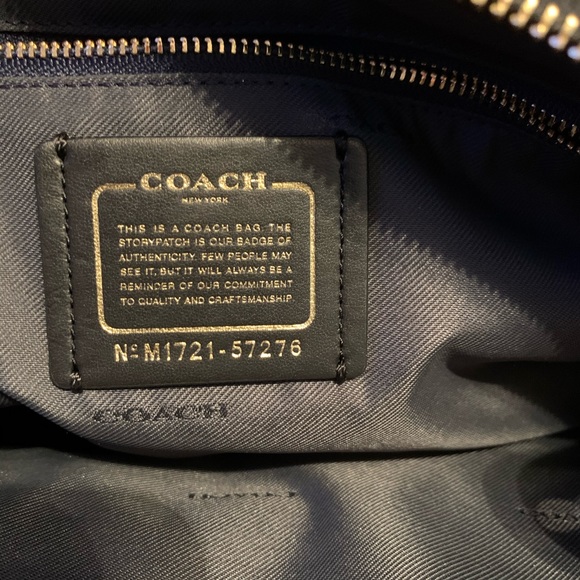 COACH
NEW YORK
THIS IS A COACH BAG. THE
STORYPATCH IS OUR BADGE OF
AUTHENTICITY. FEW PEOPLE MAY
SEE IT, BUT IT WILL ALWAYS BE A
REMINDER OF OUR COMMITMENT
TO QUALITY AND CRAFTSMANSHIP.
Nº M1721-57276
COACH